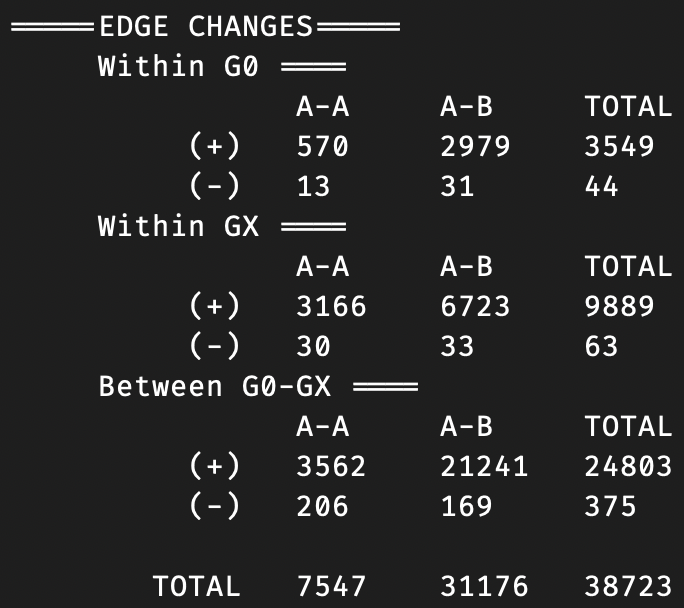 ═════EDGE CHANGES═════
Within G0 ════
A-A A-B TOTAL
(+) 570 2979 3549
(-) 13 31 44
Within GX ════
A-A A-B TOTAL
(+) 3166 6723 9889
(-) 30 33 63
Between G0-GX ════
A-A A-B TOTAL
(+) 3562 21241 24803
(-) 206 169 375
TOTAL 7547 31176 38723